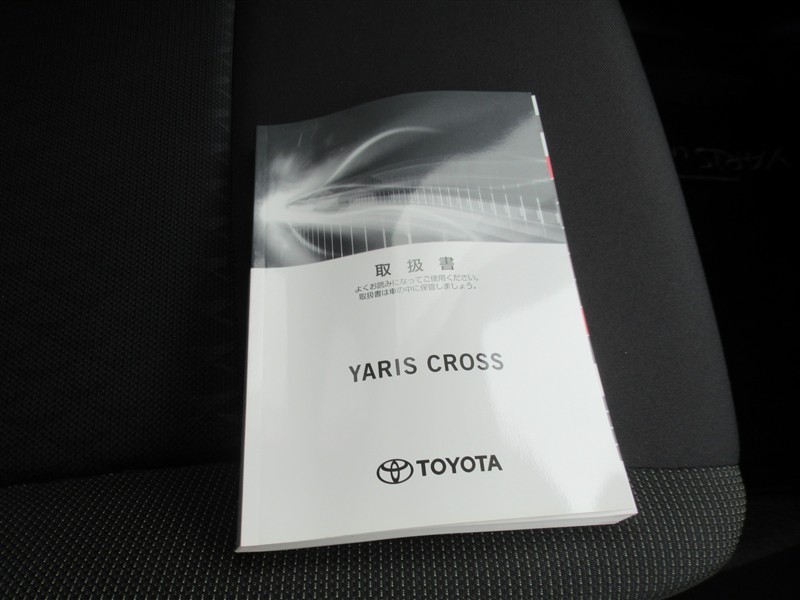 取扱書
よくお読みになってご使用ください。
取扱書は車の中に保管しましょう。
YARIS CROSS
TOYOTA